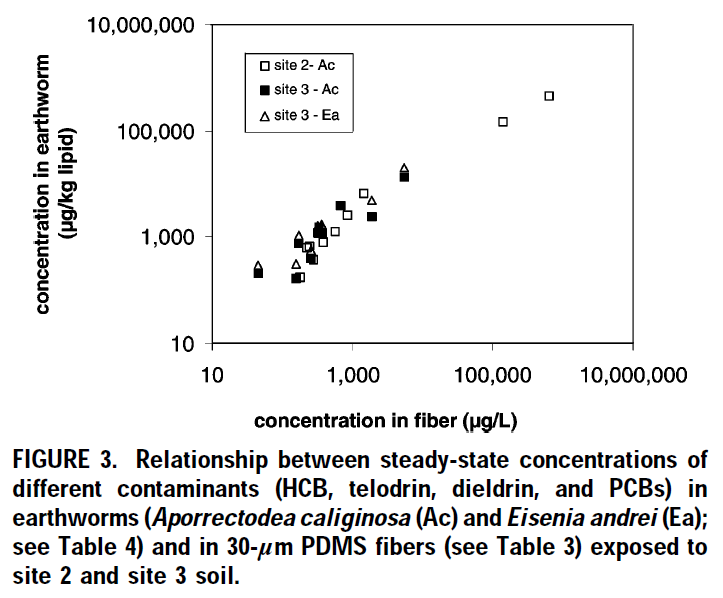 10,000,000
concentration in earthworm
(µg/kg lipid)
site 2- Ac
site 3 - Ac
site 3 - Ea
100,000
1,000
10
10 1,000 100,000 10,000,000
concentration in fiber (µg/L)
FIGURE 3. Relationship between steady-state concentrations of
different contaminants (HCB, telodrin, dieldrin, and PCBs) in
earthworms (Aporrectodea caliginosa (Ac) and Eisenia andrei (Ea);
see Table 4) and in 30-µm PDMS fibers (see Table 3) exposed to
site 2 and site 3 soil.